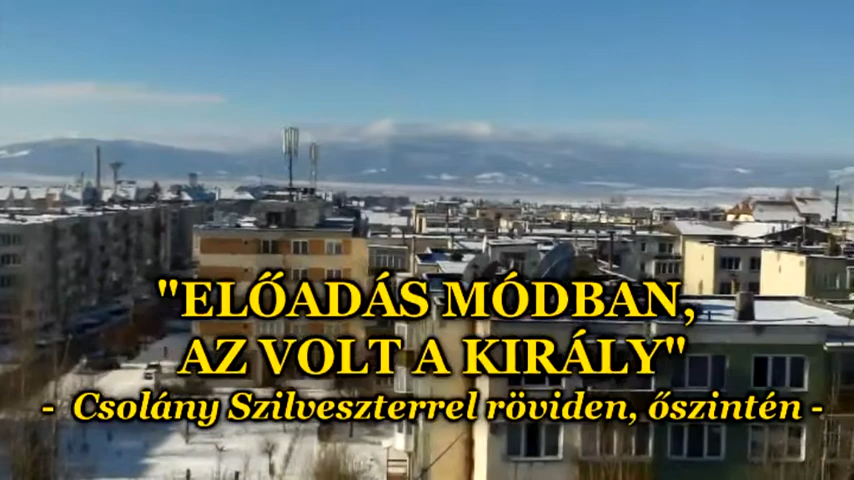 "ELŐADÁS MÓDBAN,
AZ VOLT A KIRÁLY"
- Csolány Szilveszterrel röviden, őszintén -